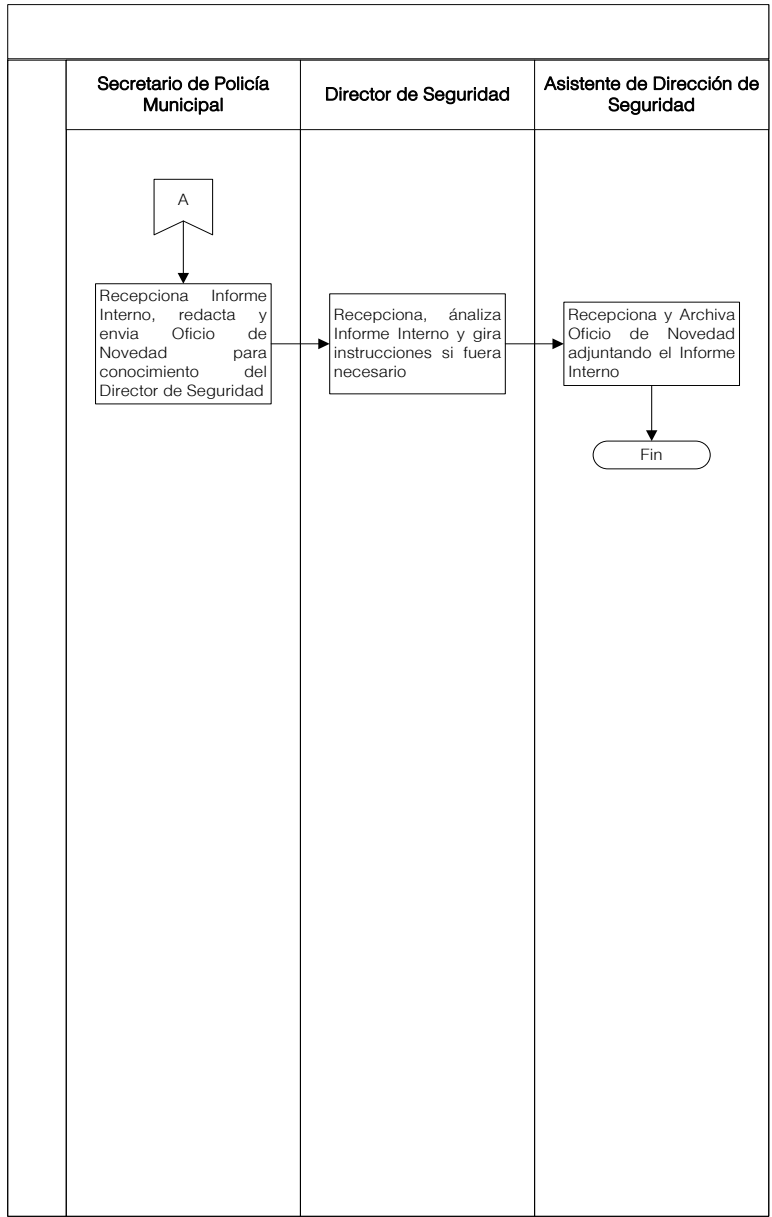 Secretario de Policía
Municipal
Director de Seguridad
Asistente de Dirección de
Seguridad
A
Recepciona Informe
Interno, redacta y
envia Oficio de
Novedad para
conocimiento del
Director de Seguridad
Recepciona, ánaliza
Informe Interno y gira
instrucciones si fuera
necesario
Recepciona y Archiva
Oficio de Novedad
adjuntando el Informe
Interno
Fin